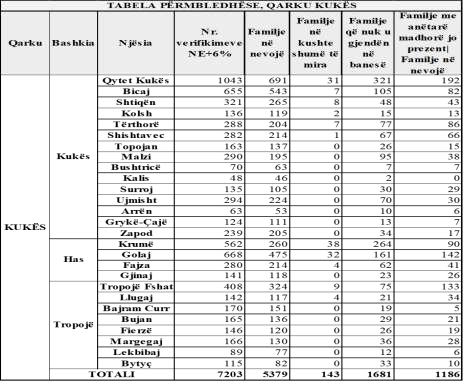 TABELA PËRMBLEDHËSE, QARKU KUKËS
Qarku Bashkia Njësia Nr. verifikimeve NE+6% Familje në nevojë Familje në kushte shumë të mira Familje që nuk u gjendën në banesë Familje me anëtarë madhorë jo prezent| Familje në nevojë
KUKËS
Kukës
Qytet Kukës 1043 691 31 321 192
Bicaj 655 543 7 105 82
Shtiqën 321 265 8 48 43
Kolsh 136 119 2 15 13
Tërthorë 288 204 7 77 86
Shishtavec 282 214 1 67 66
Topojan 163 137 0 26 15
Malzi 290 195 0 95 38
Bushtricë 70 63 0 7 7
Kalis 48 46 0 2 0
Surroj 135 105 0 30 29
Ujmisht 294 224 0 70 30
Arrën 63 53 0 10 6
Grykë-Çajë 124 111 0 13 7
Zapod 239 205 0 34 17
Has
Krumë 562 260 38 264 90
Golaj 668 475 32 161 142
Fajza 280 214 4 62 41
Gjinaj 141 118 0 23 26
Tropojë
Tropojë Fshat 408 324 9 75 133
Llugaj 142 117 4 21 34
Bajram Curr 170 151 0 19 5
Bujan 165 136 0 29 21
Fierzë 146 120 0 26 19
Margegaj 166 130 0 36 28
Lekbibaj 89 77 0 12 6
Bytyç 115 82 0 33 10
TOTALI 7203 5379 143 1681 1186